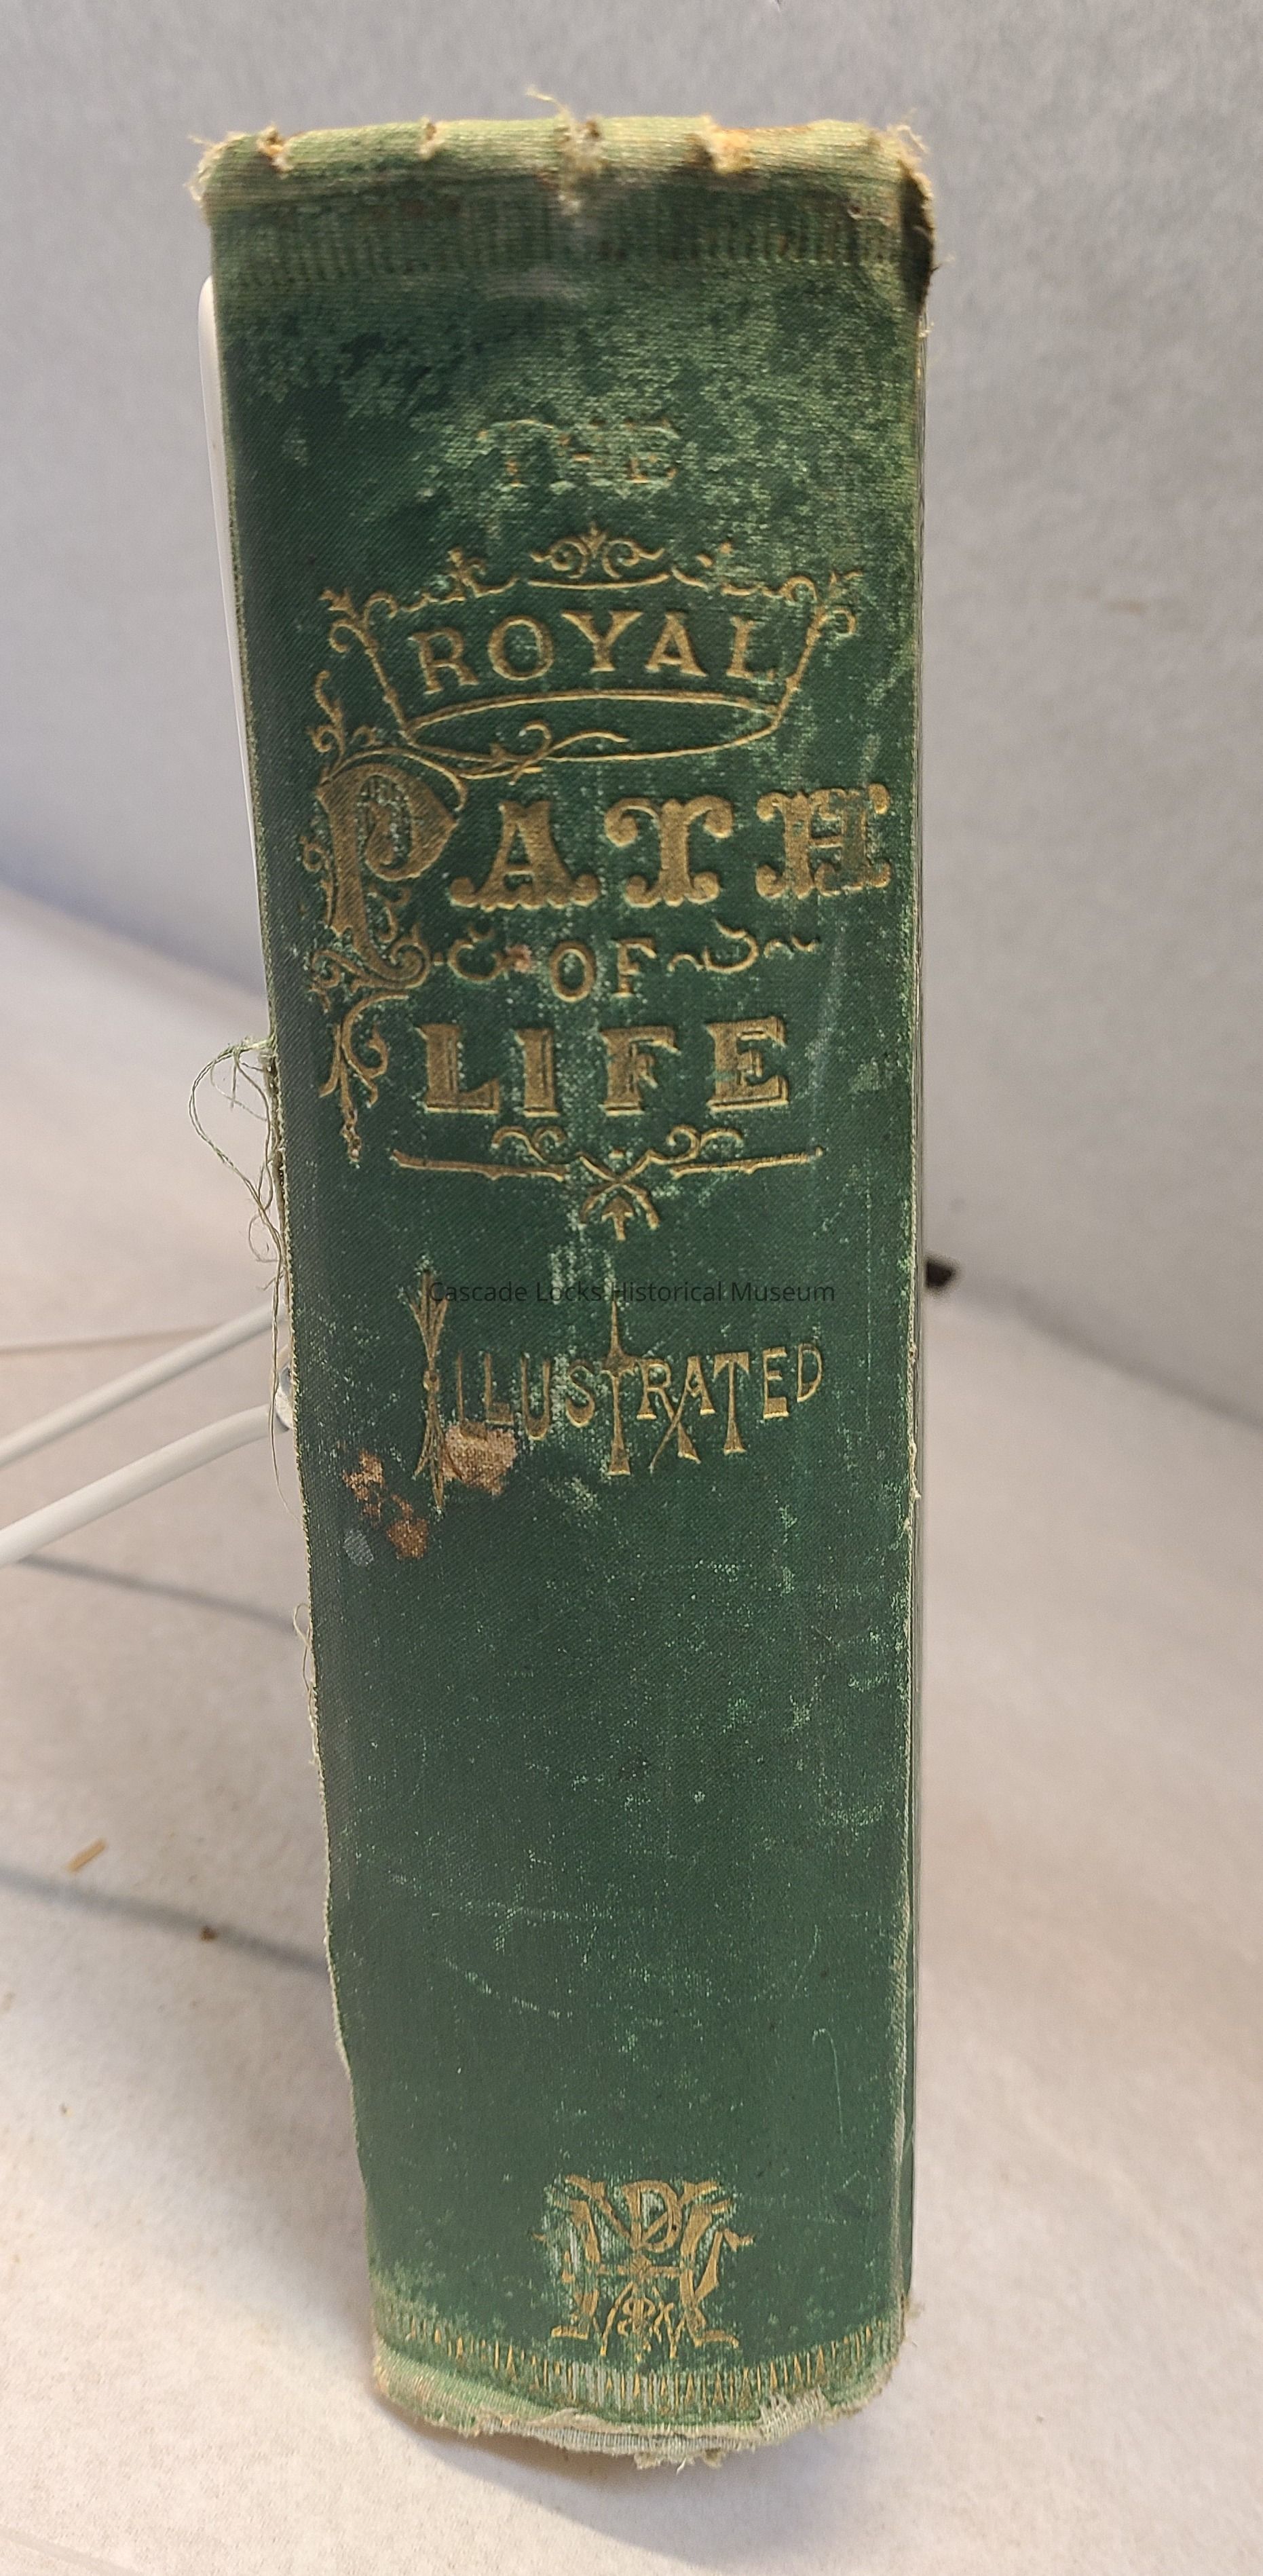 THE
ROYAL
PATH
OF
LIFE
Cascade Locks Historical Museum
ILLUSTRATED